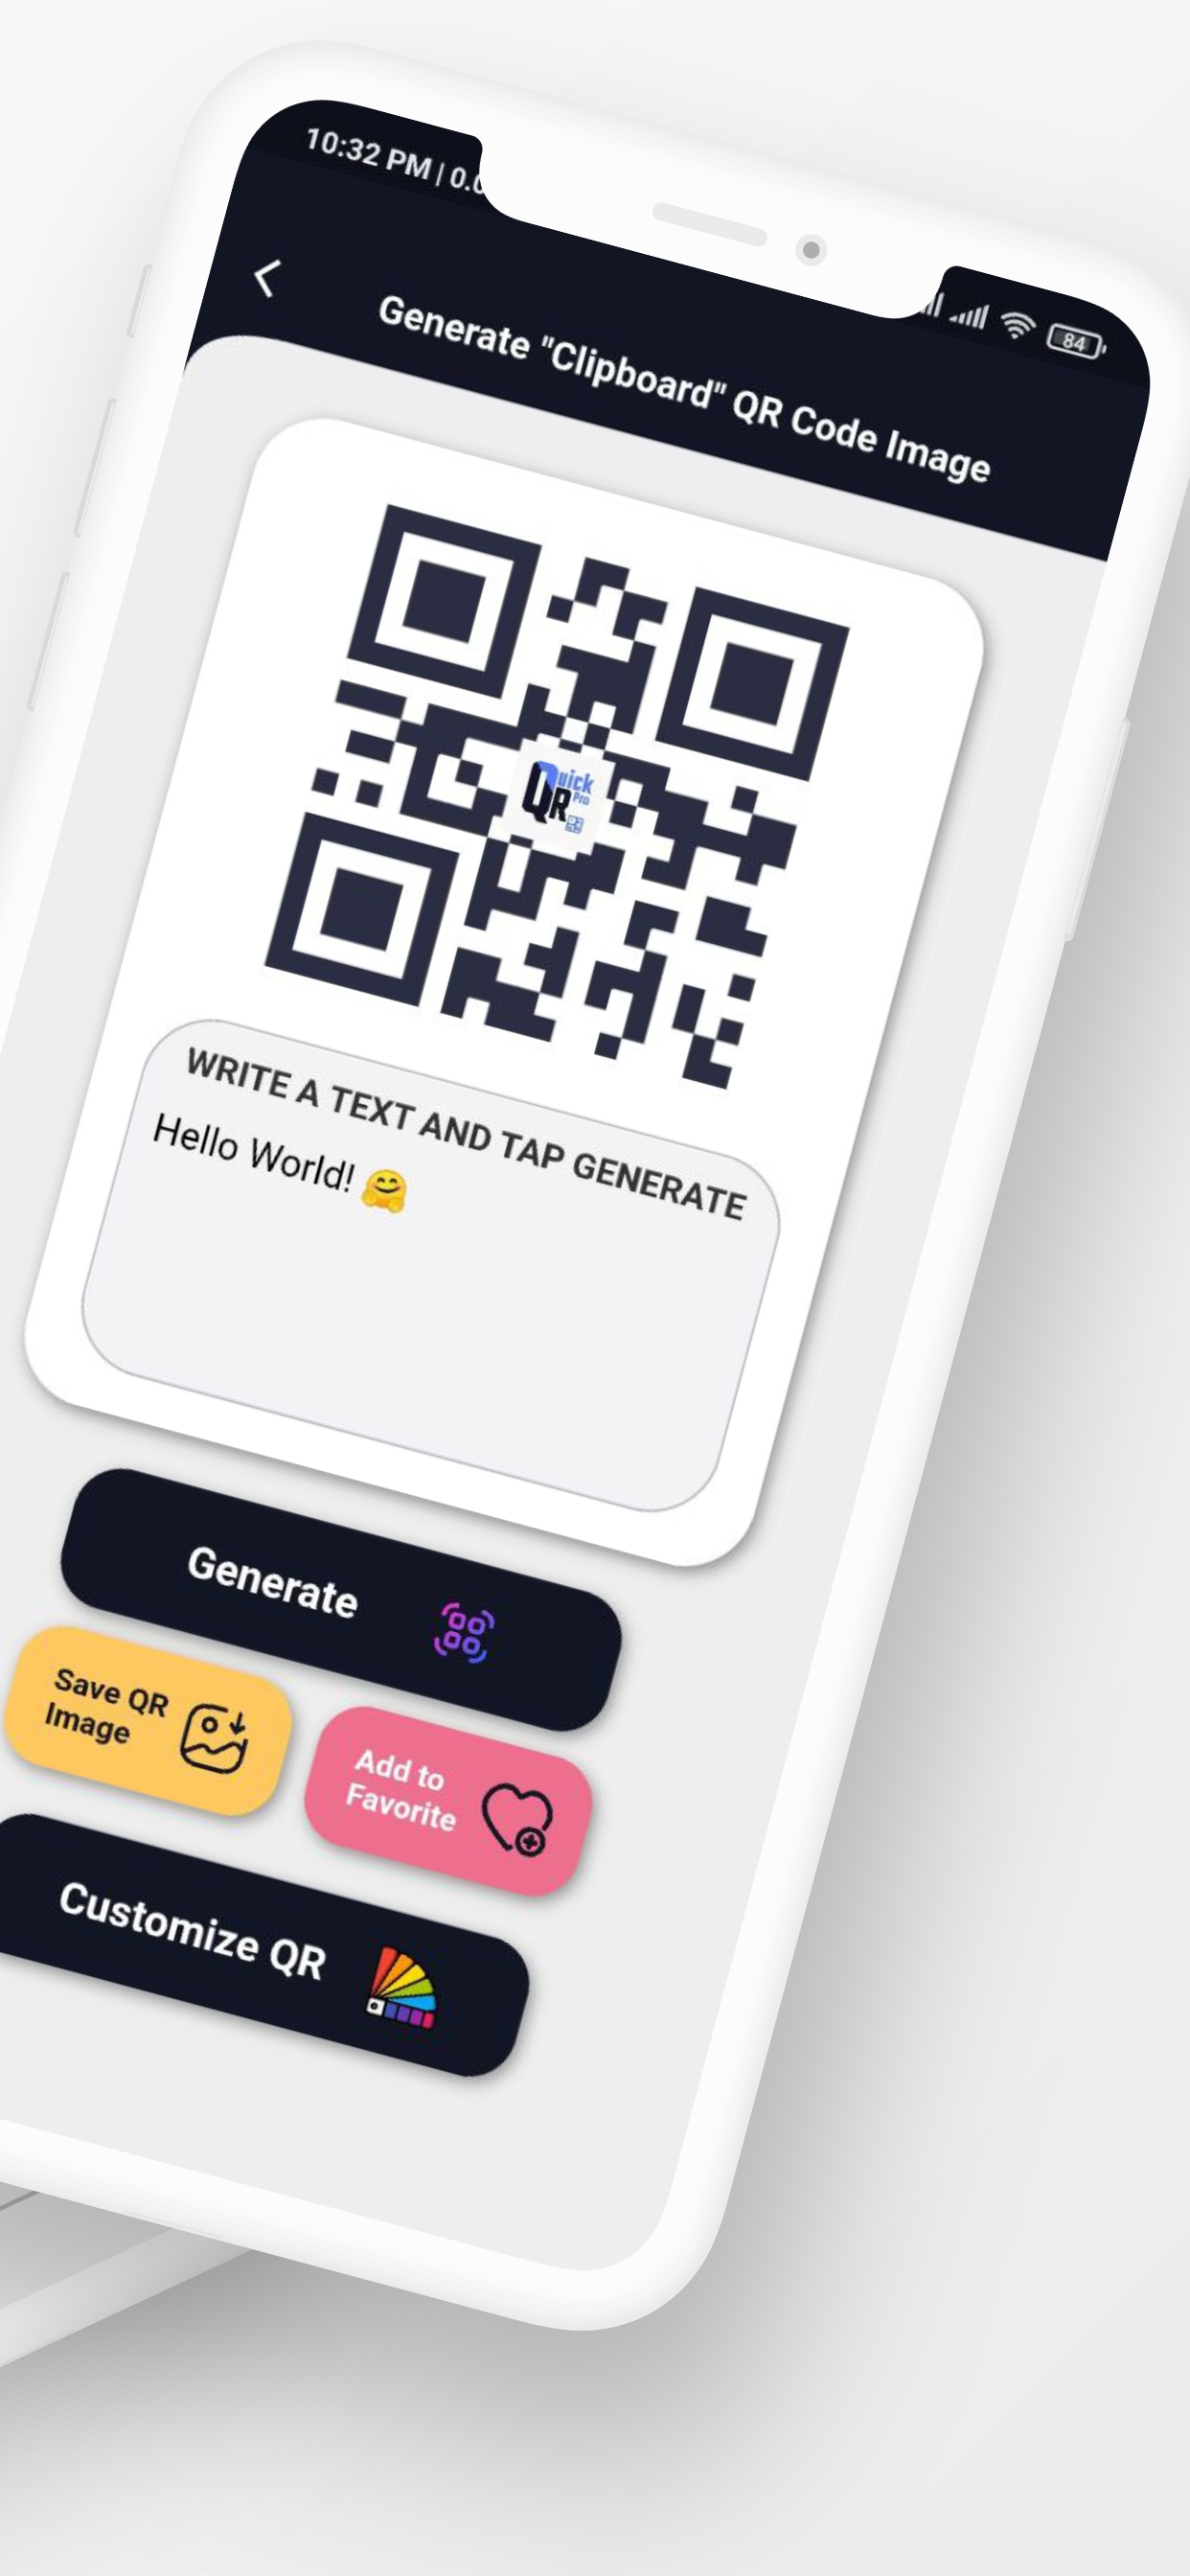 10:32 PM | 0.0
84
Generate "Clipboard" QR Code Image
Quick
QR Pro
WRITE A TEXT AND TAP GENERATE
Hello World! 🤗
Generate
Save QR
Image
Add to
Favorite
Customize QR